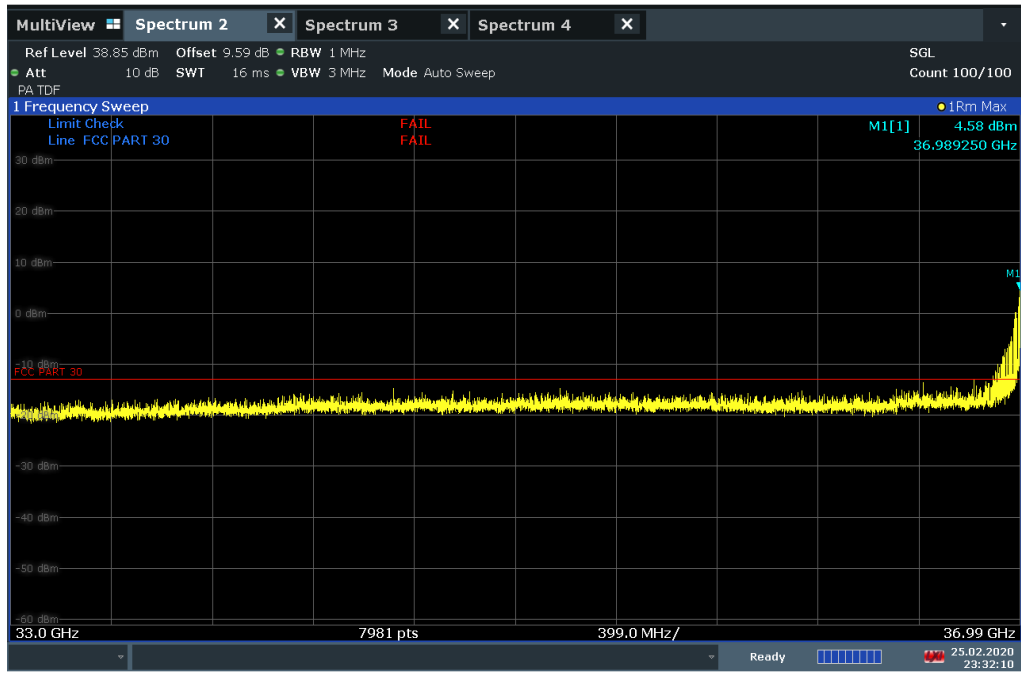 MultiView Spectrum 2 X Spectrum 3 X Spectrum 4 X
Ref Level 38.85 dBm Offset 9.59 dB RBW 1 MHz SGL
Att 10 dB SWT 16 ms VBW 3 MHz Mode Auto Sweep Count 100/100
PA TDF
1 Frequency Sweep 1Rm Max
Limit Check FAIL M1[1] 4.58 dBm
Line FCC PART 30 FAIL 36.989250 GHz
30 dBm
20 dBm
10 dBm
M1
0 dBm
-10 dBm
FCC PART 30
-30 dBm
-40 dBm
-50 dBm
-60 dBm
33.0 GHz 7981 pts 399.0 MHz/ 36.99 GHz
Ready 25.02.2020
23:32:10